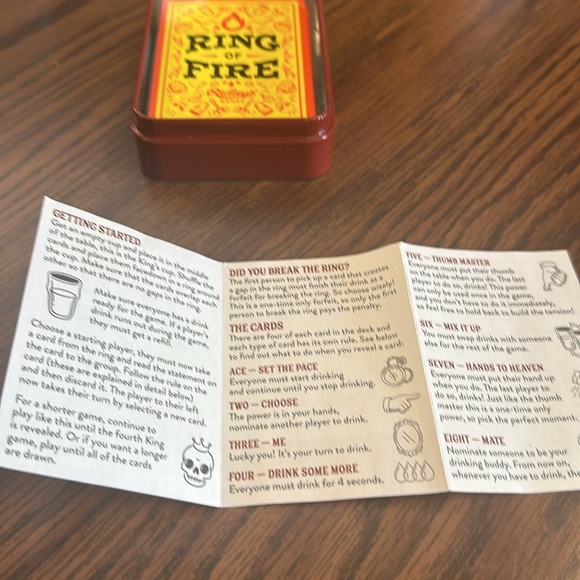 RING
OF
FIRE
Ridley's
GAMES
GETTING STARTED
Get an empty cup and place it in the middle
of the table, this is the King's cup. Shuffle the
cards and place them facedown in a ring around
the cup. Make sure that the cards overlap each
other so that there are no gaps in the ring.
Make sure everyone has a drink
ready for the game. If a player's
drink runs out during the game,
they must get a refill.
Choose a starting player, they must now take
a card from the ring and read the statement on
the card to the group. Follow the rule on the
card (these are explained in detail below)
and then discard it. The player to their left
now takes their turn by selecting a new card.
For a shorter game, continue to
play like this until the fourth King
is revealed. Or if you want a longer
game, play until all of the cards
are drawn.
DID YOU BREAK THE RING?
The first person to pick up a card that creates
a gap in the ring must finish their drink as a
forfeit for breaking the ring. So choose wisely!
This is a one time only forfeit, so only the first
person to break the ring pays the penalty.
THE CARDS
There are four of each card in the deck and
each type of card has its own rule. See below
to find out what to do when you reveal a card:
ACE — SET THE PACE
Everyone must start drinking
and continue until you stop drinking.
TWO — CHOOSE
The power is in your hands,
nominate another player to drink.
THREE — ME
Lucky you! It's your turn to drink.
FOUR — DRINK SOME MORE
Everyone must drink for 4 seconds.
FIVE — THUMB MASTER
Everyone must put their thumb
on the table when you do. The last
player to do so, drinks! This power
can be used once in the game,
and you don't have to do it immediately,
so feel free to hold back to build the tension!
SIX — MIX IT UP
You must swap drinks with someone
else for the rest of the game.
SEVEN — HANDS TO HEAVEN
Everyone must put their hand up
when you do. The last player to
do so, drinks! Just like the thumb
master this is a one-time only
power, so pick the perfect moment.
EIGHT — MATE
Nominate someone to be your
drinking buddy. From now on,
whenever you have to drink, the